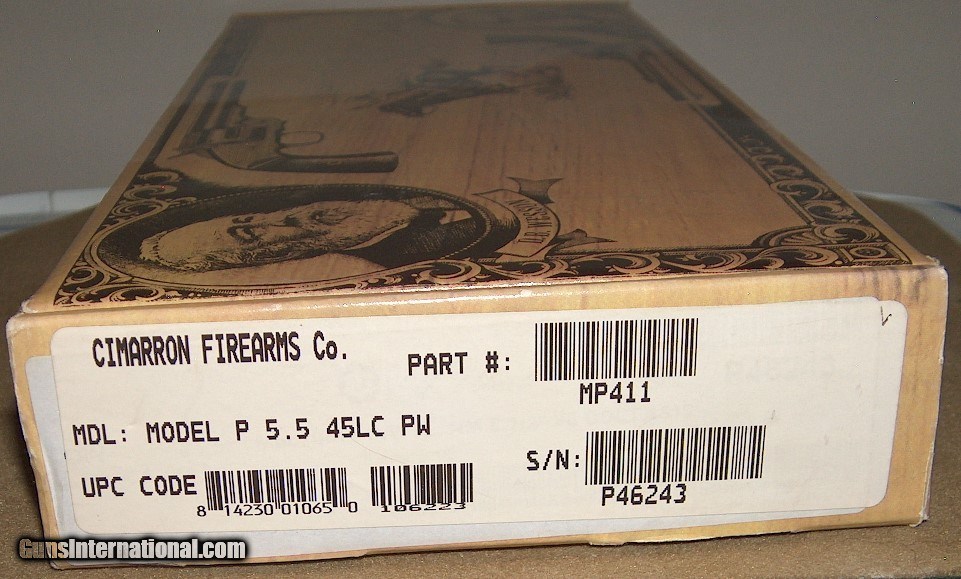 CIMARRON FIREARMS Co.
PART #:
MP411
MDL: MODEL P 5.5 45LC PW
S/N:
P46243
UPC CODE
8 14230 01065 0
106223
GunsInternational.com